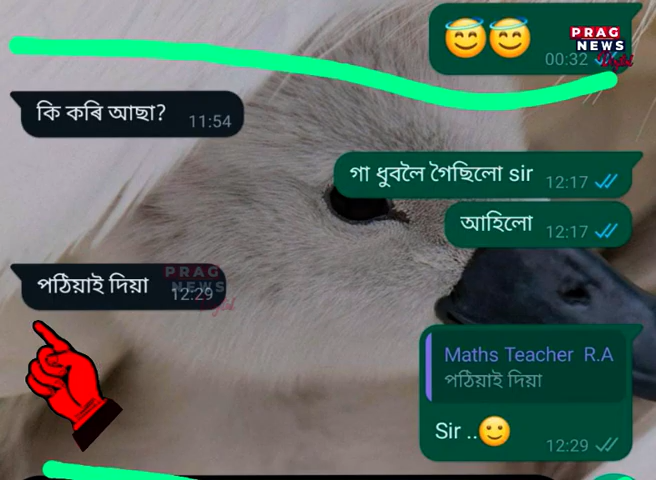 😇😇
PRAG
NEWS
00:32
কি কৰি আছা?
11:54
গা ধুবলৈ গৈছিলো sir
12:17
আহিলো
12:17
পঠিয়াই দিয়া
12:29
PRAG
NEWS
Maths Teacher R.A
পঠিয়াই দিয়া
Sir ..🙂
12:29